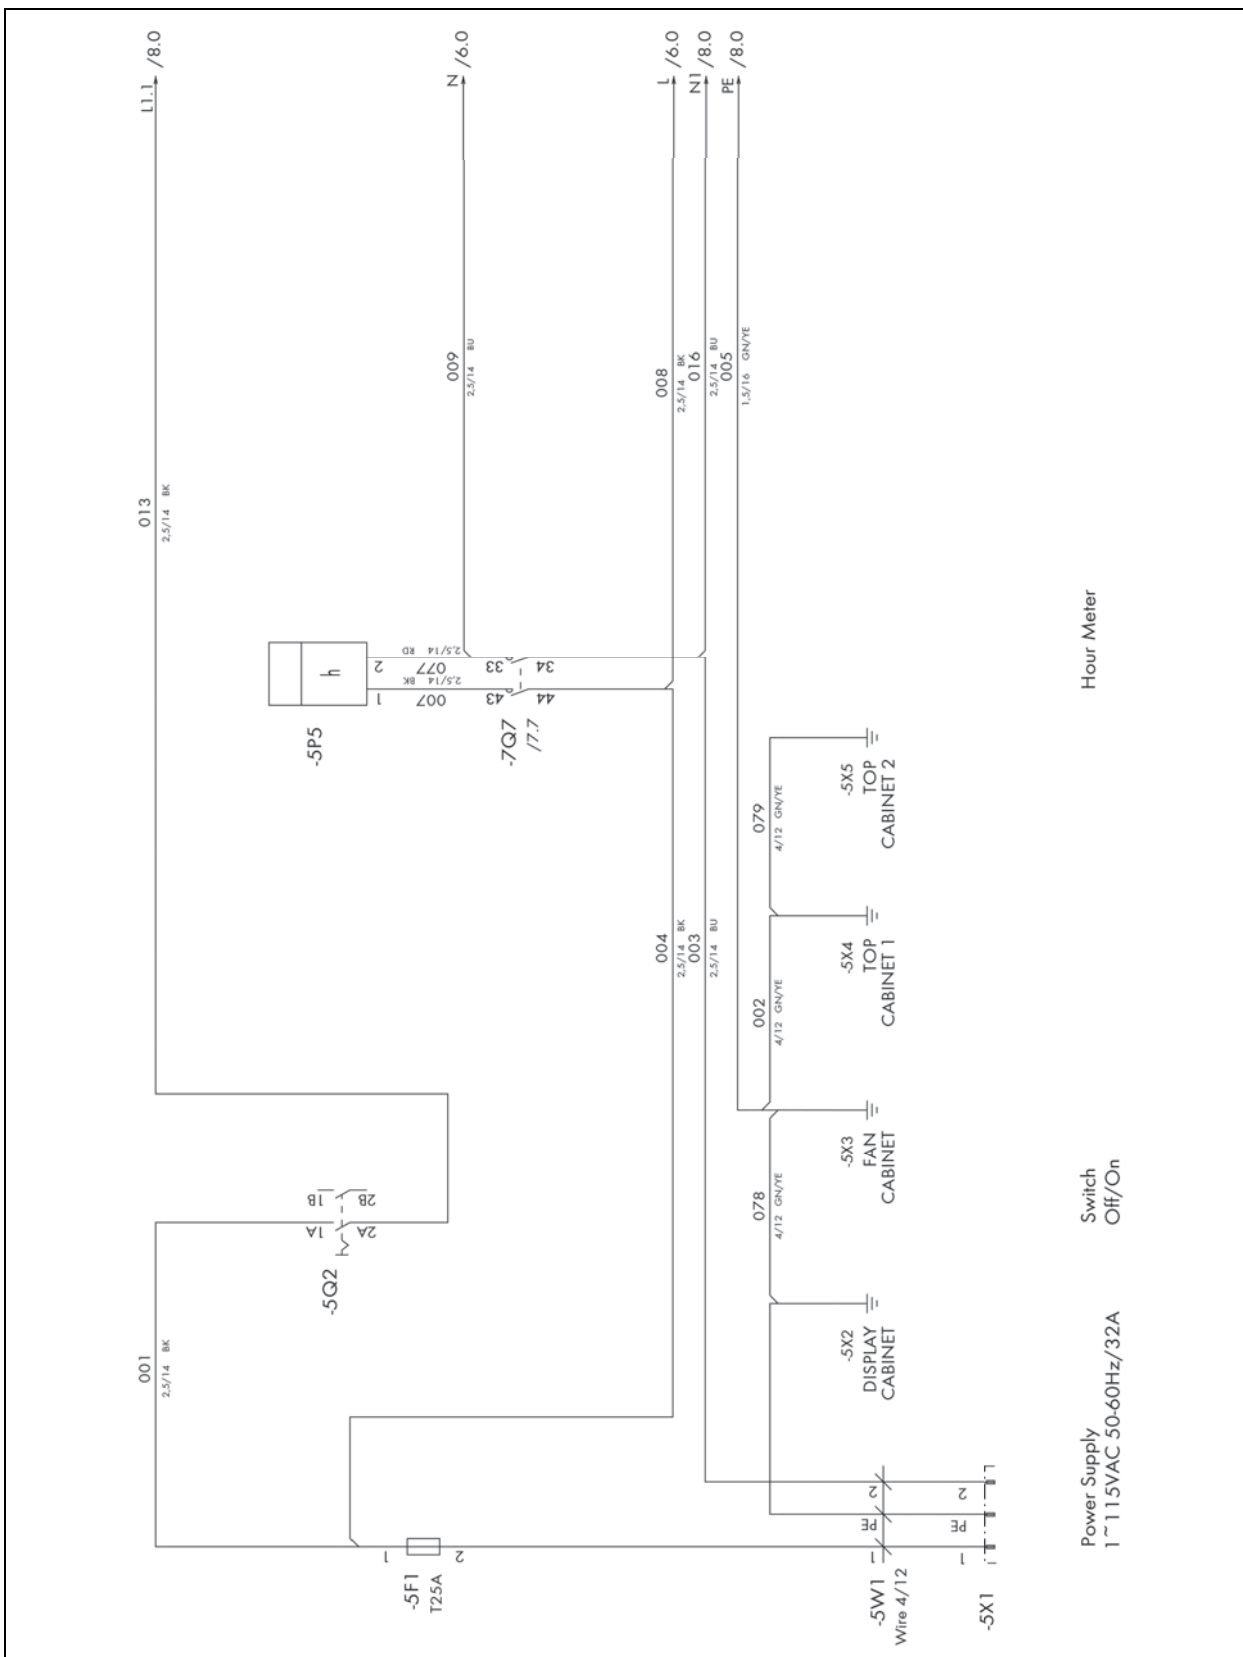 L1.1 /8.0
N /6.0
L /6.0
N1 /8.0
PE /8.0
013
2,5/14 BK
009
2,5/14 BU
008
2,5/14 BK
016
2,5/14 BU
005
1,5/16 GN/YE
-5P5
h
1
2
007
2,5/14 BK
077
2,5/14 RD
-7Q7
/7.7
43
44
33
34
001
2,5/14 BK
-5Q2
1A
2A
1B
2B
004
2,5/14 BK
003
2,5/14 BU
-5F1
T25A
1
2
078
4/12 GN/YE
002
4/12 GN/YE
079
4/12 GN/YE
-5X2
DISPLAY
CABINET
-5X3
FAN
CABINET
-5X4
TOP
CABINET 1
-5X5
TOP
CABINET 2
-5W1
Wire 4/12
1
PE
2
-5X1
1
PE
2
Power Supply
1~115VAC 50-60Hz/32A
Switch
Off/On
Hour Meter